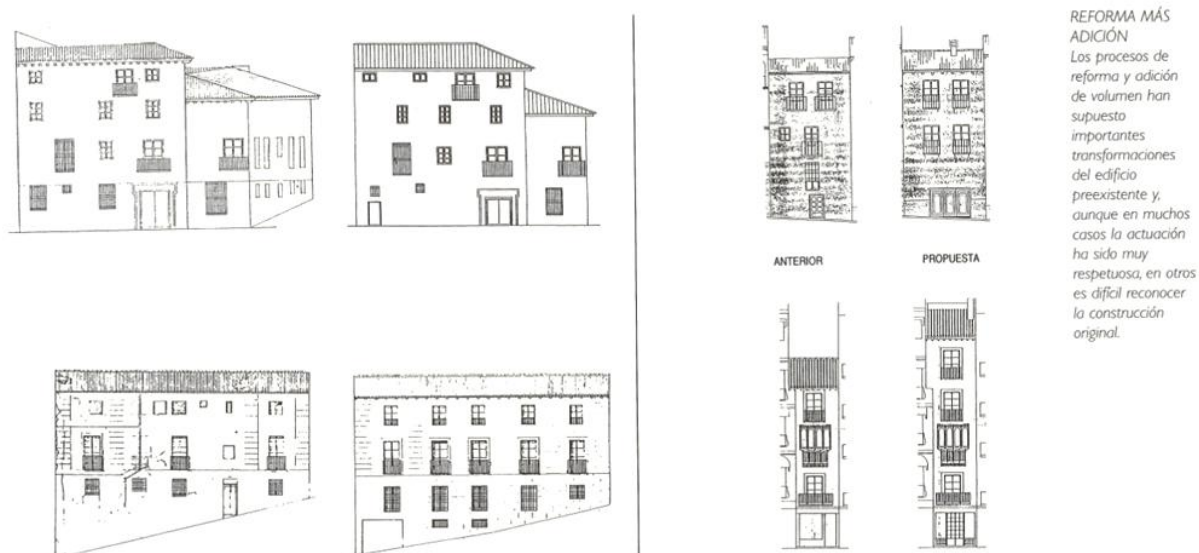 REFORMA MÁS
ADICIÓN
Los procesos de
reforma y adición
de volumen han
supuesto
importantes
transformaciones
del edificio
preexistente y,
aunque en muchos
casos la actuación
ha sido muy
respetuosa, en otros
es difícil reconocer
la construcción
original.
ANTERIOR
PROPUESTA